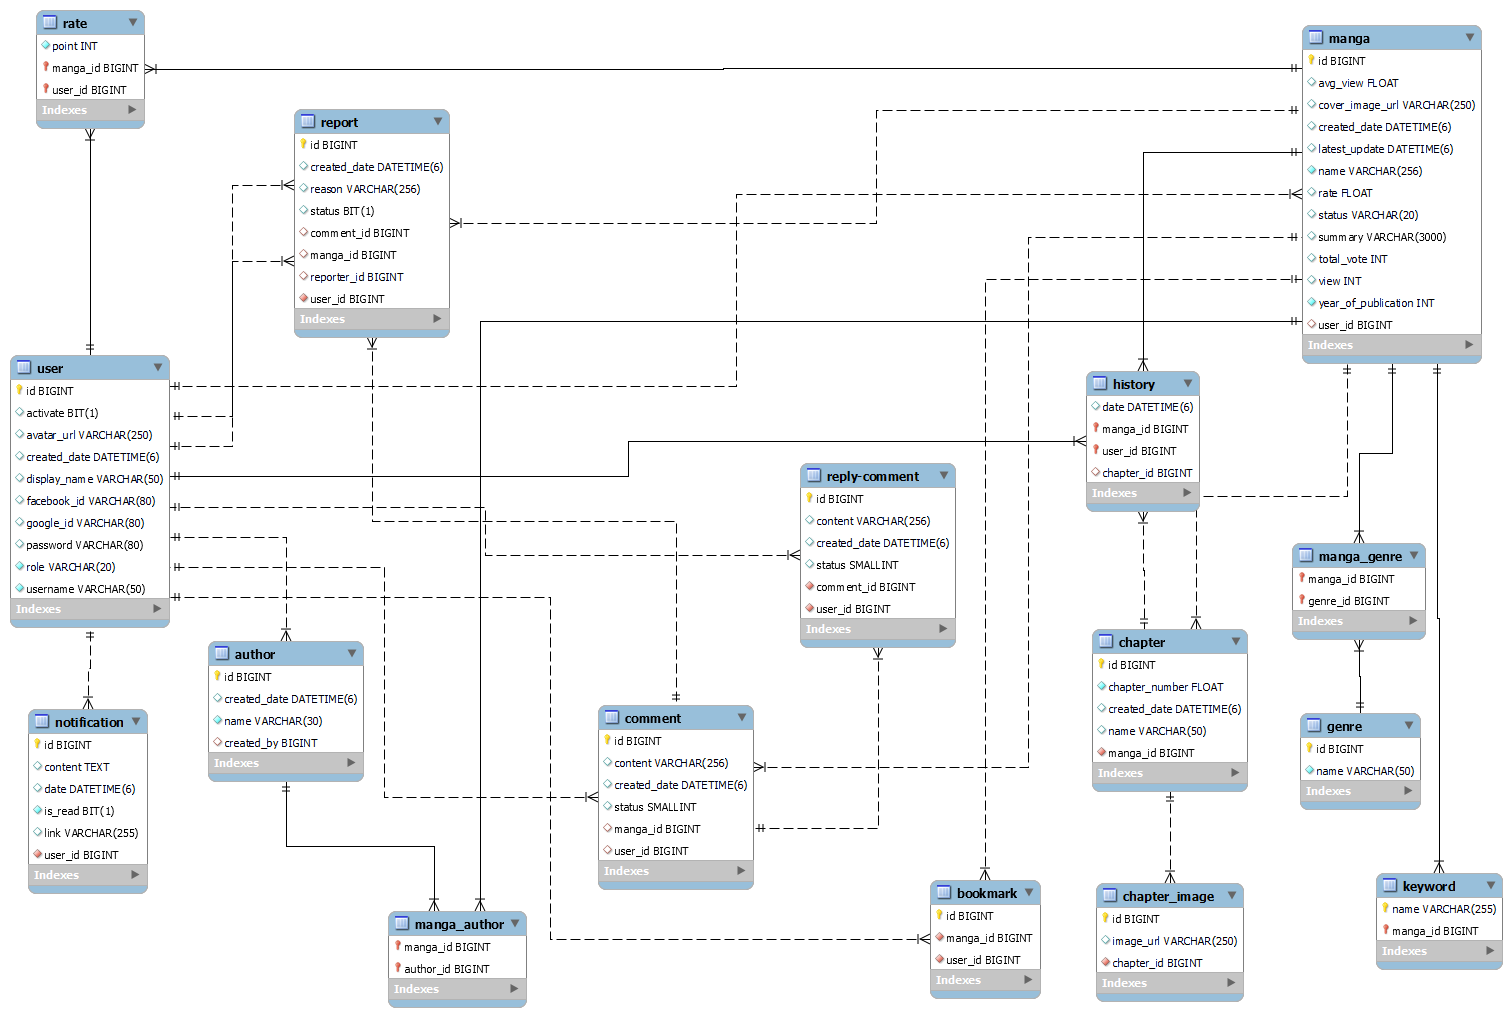 rate
point INT
manga_id BIGINT
user_id BIGINT
Indexes
report
id BIGINT
created_date DATETIME(6)
reason VARCHAR(256)
status BIT(1)
comment_id BIGINT
manga_id BIGINT
reporter_id BIGINT
user_id BIGINT
Indexes
manga
id BIGINT
avg_view FLOAT
cover_image_url VARCHAR(250)
created_date DATETIME(6)
latest_update DATETIME(6)
name VARCHAR(256)
rate FLOAT
status VARCHAR(20)
summary VARCHAR(3000)
total_vote INT
view INT
year_of_publication INT
user_id BIGINT
Indexes
user
id BIGINT
activate BIT(1)
avatar_url VARCHAR(250)
created_date DATETIME(6)
display_name VARCHAR(50)
facebook_id VARCHAR(80)
google_id VARCHAR(80)
password VARCHAR(80)
role VARCHAR(20)
username VARCHAR(50)
Indexes
history
date DATETIME(6)
manga_id BIGINT
user_id BIGINT
chapter_id BIGINT
Indexes
reply-comment
id BIGINT
content VARCHAR(256)
created_date DATETIME(6)
status SMALLINT
comment_id BIGINT
user_id BIGINT
Indexes
manga_genre
manga_id BIGINT
genre_id BIGINT
Indexes
author
id BIGINT
created_date DATETIME(6)
name VARCHAR(30)
created_by BIGINT
Indexes
chapter
id BIGINT
chapter_number FLOAT
created_date DATETIME(6)
name VARCHAR(50)
manga_id BIGINT
Indexes
notification
id BIGINT
content TEXT
date DATETIME(6)
is_read BIT(1)
link VARCHAR(255)
user_id BIGINT
Indexes
comment
id BIGINT
content VARCHAR(256)
created_date DATETIME(6)
status SMALLINT
manga_id BIGINT
user_id BIGINT
Indexes
genre
id BIGINT
name VARCHAR(50)
Indexes
manga_author
manga_id BIGINT
author_id BIGINT
Indexes
bookmark
id BIGINT
manga_id BIGINT
user_id BIGINT
Indexes
chapter_image
id BIGINT
image_url VARCHAR(250)
chapter_id BIGINT
Indexes
keyword
name VARCHAR(255)
manga_id BIGINT
Indexes